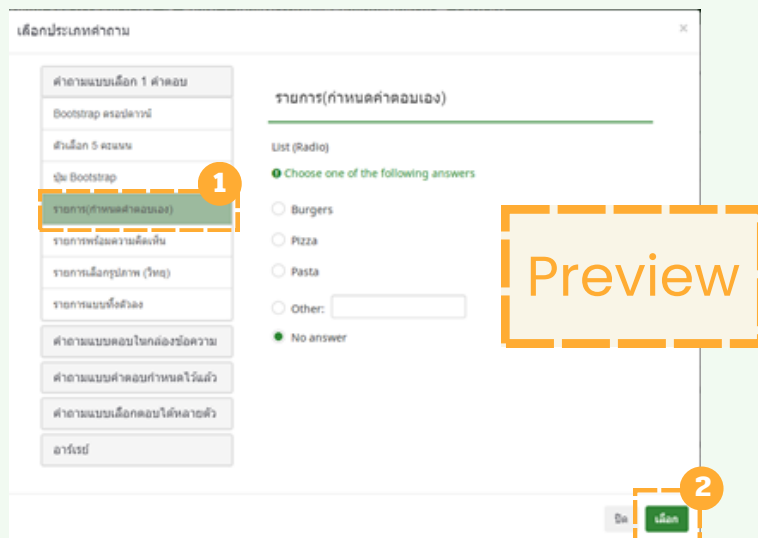 เลือกประเภทคำถาม
×
คำถามแบบเลือก 1 คำตอบ
Bootstrap ดรอปดาวน์
ตัวเลือก 5 คะแนน
ปุ่ม Bootstrap
1
รายการ(กำหนดคำตอบเอง)
รายการพร้อมความคิดเห็น
รายการเลือกรูปภาพ (วิทยุ)
รายการแบบทิ้งตัวลง
คำถามแบบตอบในกล่องข้อความ
คำถามแบบคำตอบกำหนดไว้แล้ว
คำถามแบบเลือกตอบได้หลายตัว
อาร์เรย์
รายการ(กำหนดคำตอบเอง)
List (Radio)
Choose one of the following answers
Burgers
Pizza
Pasta
Other:
No answer
Preview
2
ปิด
เลือก